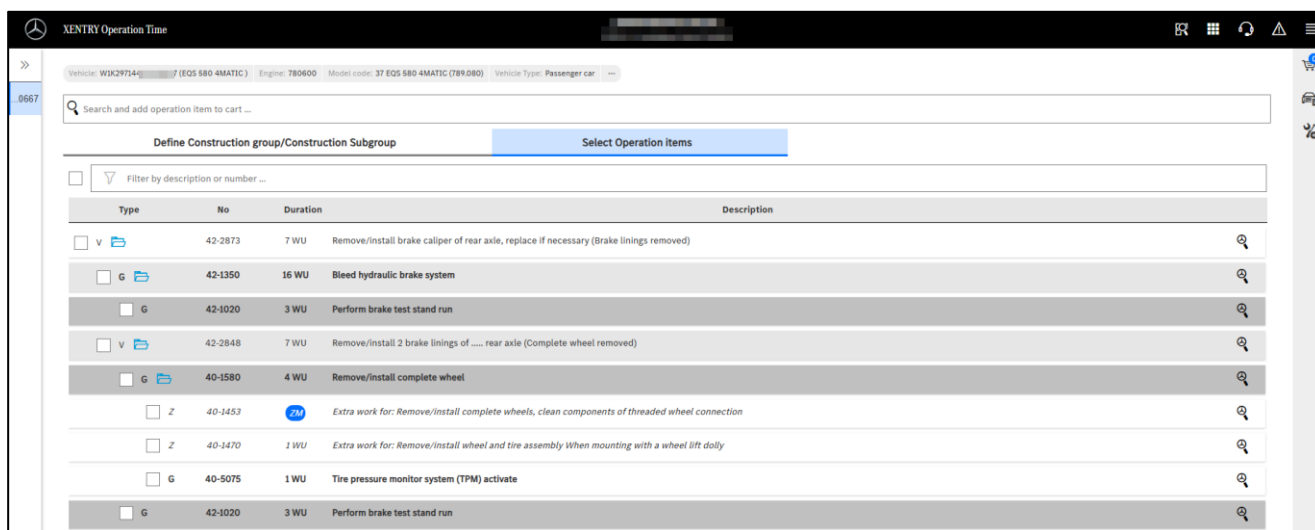 XENTRY Operation Time
0667
Vehicle: W1K297144 7 (EQS 580 4MATIC ) Engine: 780600 Model code: 37 EQS 580 4MATIC (789.080) Vehicle Type: Passenger car ···
Search and add operation item to cart ...
Define Construction group/Construction Subgroup Select Operation items
Filter by description or number ...
Type No Duration Description
V 42-2873 7 WU Remove/install brake caliper of rear axle, replace if necessary (Brake linings removed)
G 42-1350 16 WU Bleed hydraulic brake system
G 42-1020 3 WU Perform brake test stand run
V 42-2848 7 WU Remove/install 2 brake linings of ..... rear axle (Complete wheel removed)
G 40-1580 4 WU Remove/install complete wheel
Z 40-1453 ZM Extra work for: Remove/install complete wheels, clean components of threaded wheel connection
Z 40-1470 1 WU Extra work for: Remove/install wheel and tire assembly When mounting with a wheel lift dolly
G 40-5075 1 WU Tire pressure monitor system (TPM) activate
G 42-1020 3 WU Perform brake test stand run